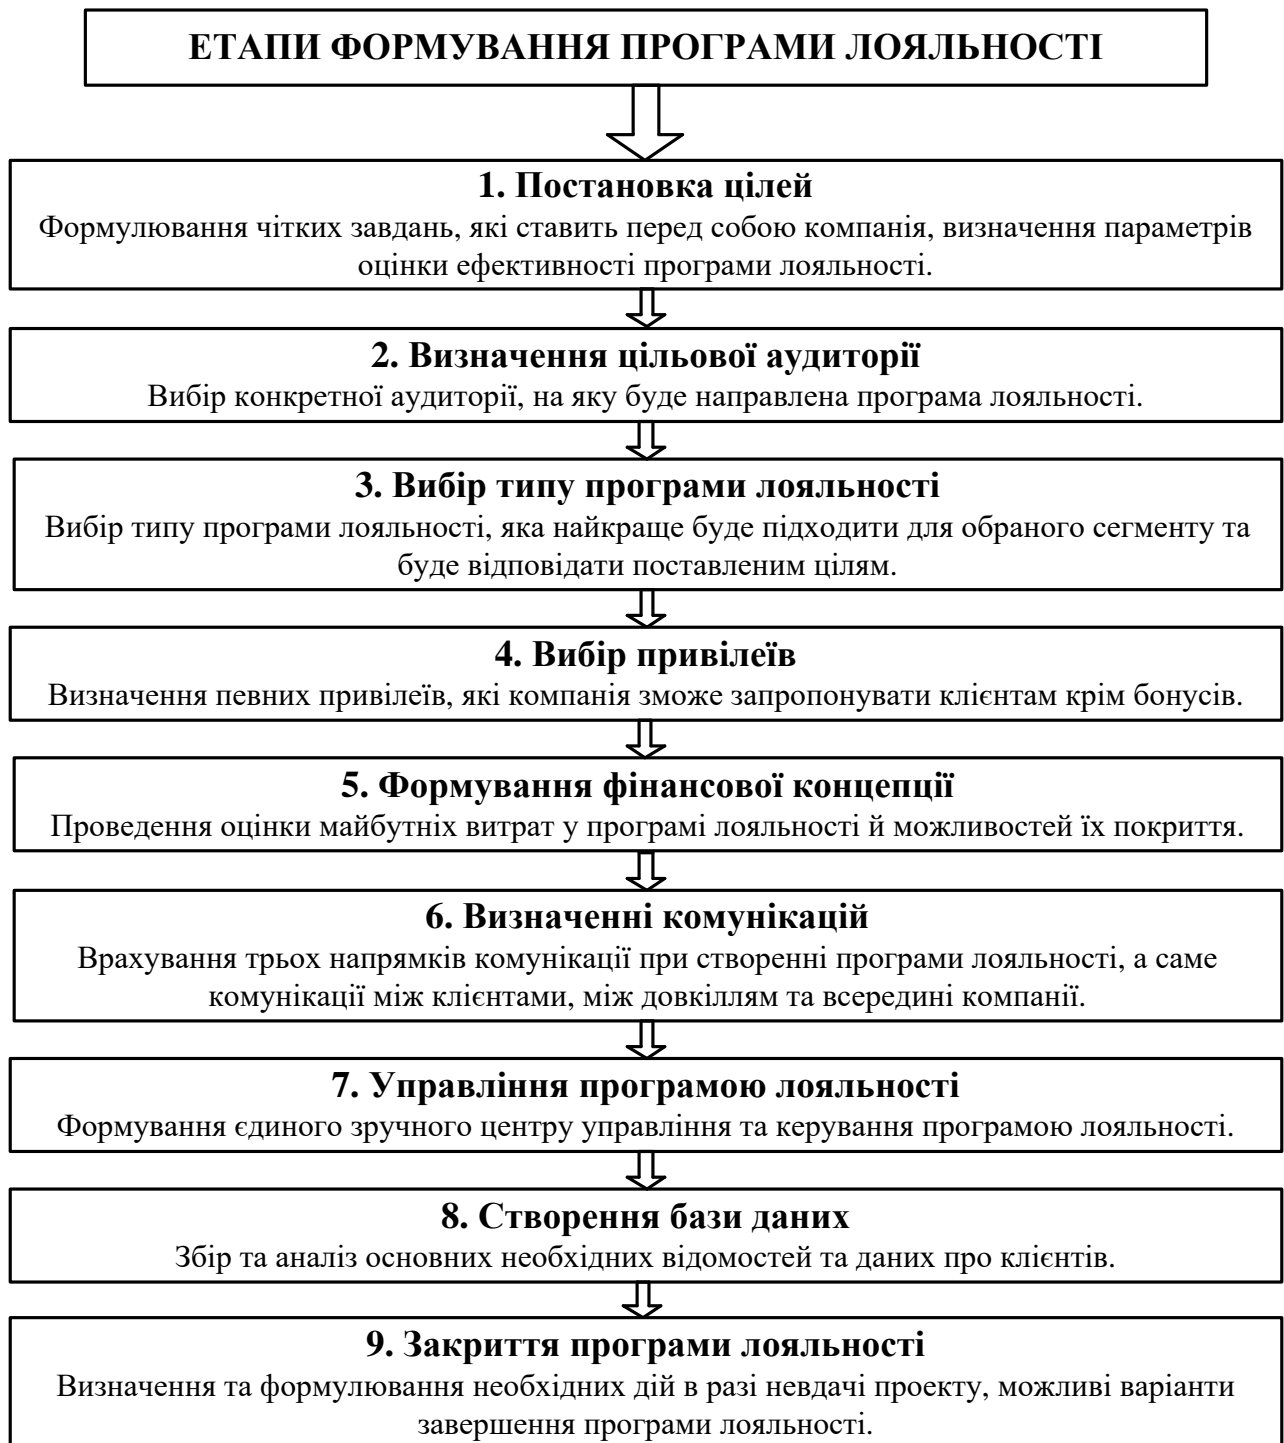 ЕТАПИ ФОРМУВАННЯ ПРОГРАМИ ЛОЯЛЬНОСТІ
1. Постановка цілей
Формулювання чітких завдань, які ставить перед собою компанія, визначення параметрів
оцінки ефективності програми лояльності.
2. Визначення цільової аудиторії
Вибір конкретної аудиторії, на яку буде направлена програма лояльності.
3. Вибір типу програми лояльності
Вибір типу програми лояльності, яка найкраще буде підходити для обраного сегменту та
буде відповідати поставленим цілям.
4. Вибір привілеїв
Визначення певних привілеїв, які компанія зможе запропонувати клієнтам крім бонусів.
5. Формування фінансової концепції
Проведення оцінки майбутніх витрат у програмі лояльності й можливостей їх покриття.
6. Визначенні комунікацій
Врахування трьох напрямків комунікації при створенні програми лояльності, а саме
комунікації між клієнтами, між довкіллям та всередині компанії.
7. Управління програмою лояльності
Формування єдиного зручного центру управління та керування програмою лояльності.
8. Створення бази даних
Збір та аналіз основних необхідних відомостей та даних про клієнтів.
9. Закриття програми лояльності
Визначення та формулювання необхідних дій в разі невдачі проекту, можливі варіанти
завершення програми лояльності.